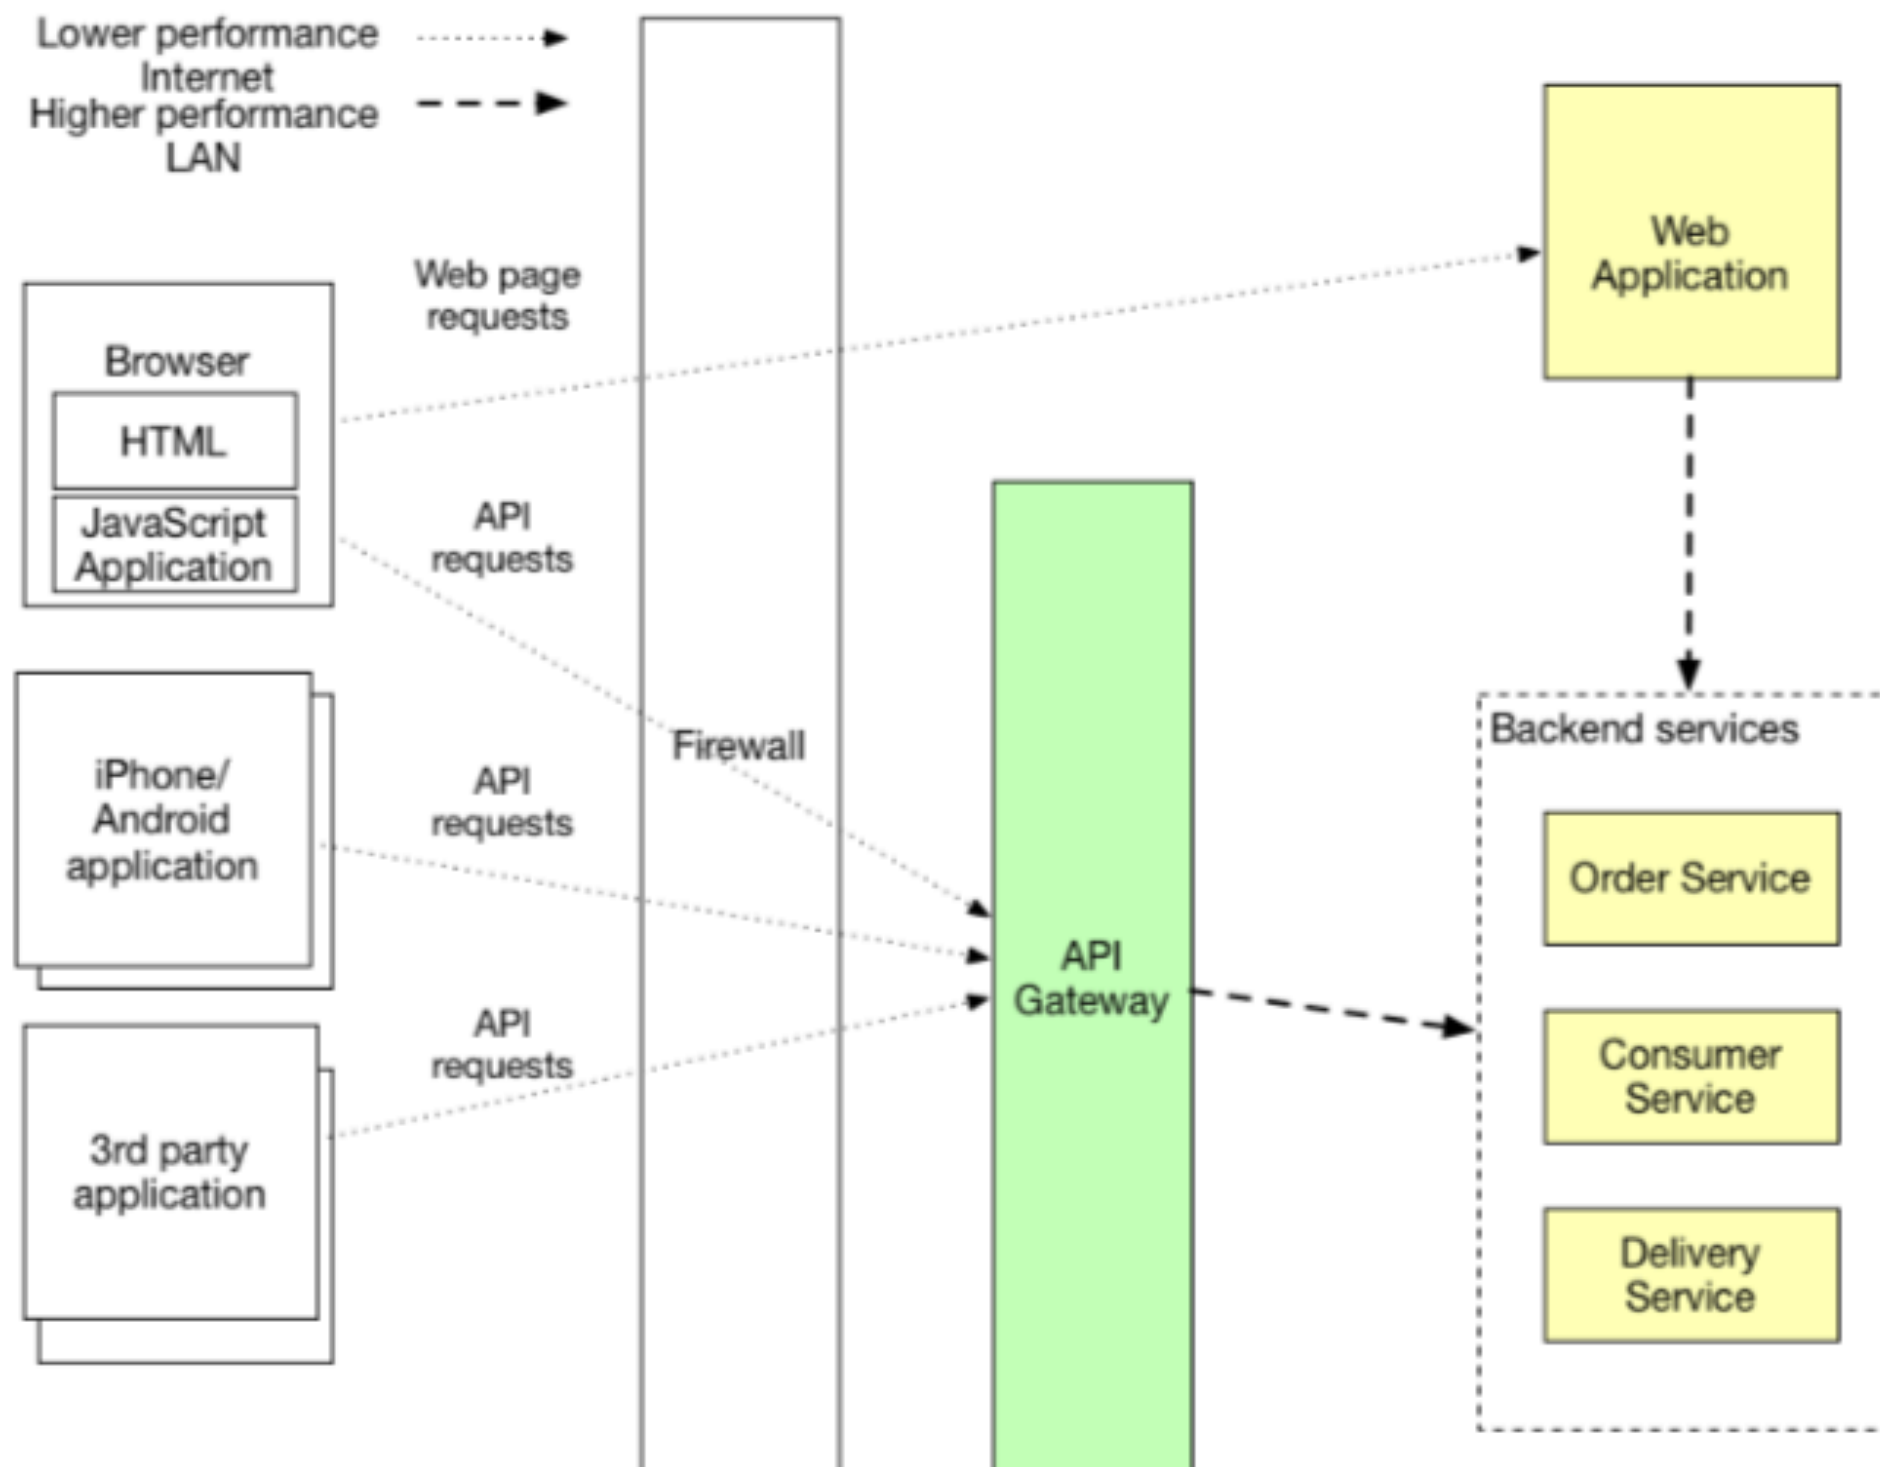 Lower performance
Internet
Higher performance
LAN
Web page
requests
Web
Application
Browser
HTML
JavaScript
Application
API
requests
Firewall
Backend services
iPhone/
Android
application
API
requests
Order Service
API
Gateway
Consumer
Service
API
requests
3rd party
application
Delivery
Service